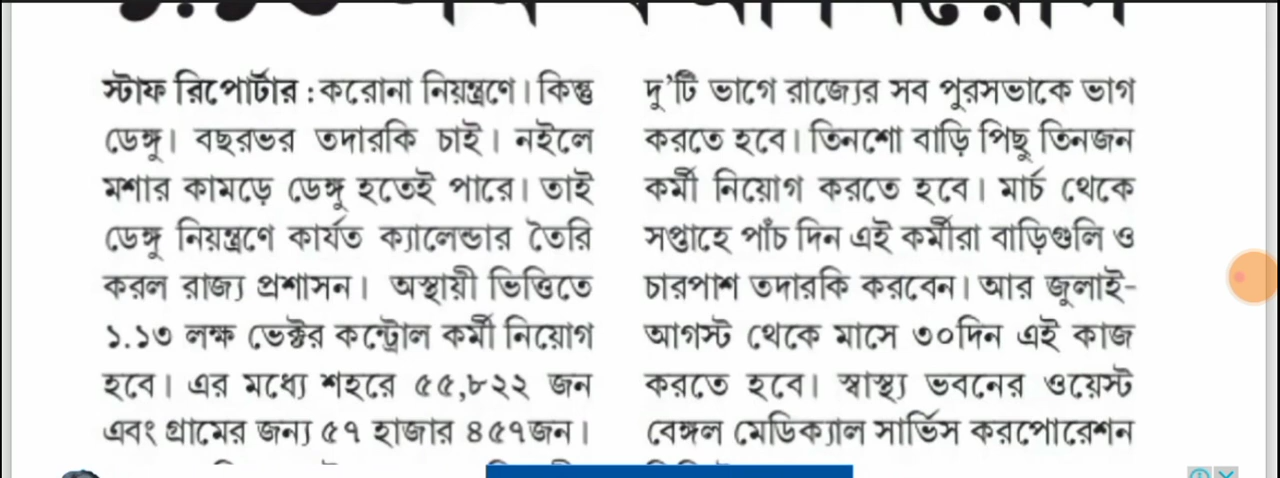 স্টাফ রিপোর্টার : করোনা নিয়ন্ত্রণে। কিন্তু
ডেঙ্গু। বছরভর তদারকি চাই। নইলে
মশার কামড়ে ডেঙ্গু হতেই পারে। তাই
ডেঙ্গু নিয়ন্ত্রণে কার্যত ক্যালেন্ডার তৈরি
করল রাজ্য প্রশাসন। অস্থায়ী ভিত্তিতে
১.১৩ লক্ষ ভেক্টর কন্ট্রোল কর্মী নিয়োগ
হবে। এর মধ্যে শহরে ৫৫,৮২২ জন
এবং গ্রামের জন্য ৫৭ হাজার ৪৫৭জন।
দু'টি ভাগে রাজ্যের সব পুরসভাকে ভাগ
করতে হবে। তিনশো বাড়ি পিছু তিনজন
কর্মী নিয়োগ করতে হবে। মার্চ থেকে
সপ্তাহে পাঁচ দিন এই কর্মীরা বাড়িগুলি ও
চারপাশ তদারকি করবেন। আর জুলাই-
আগস্ট থেকে মাসে ৩০দিন এই কাজ
করতে হবে। স্বাস্থ্য ভবনের ওয়েস্ট
বেঙ্গল মেডিক্যাল সার্ভিস করপোরেশন